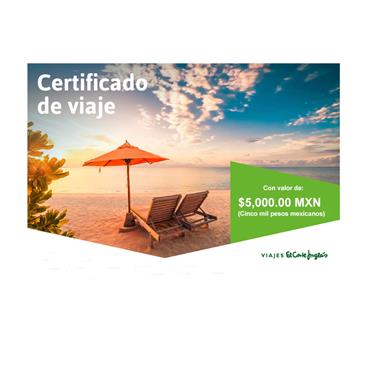 Certificado
de viaje
Con valor de:
$5,000.00 MXN
(Cinco mil pesos mexicanos)
VIAJES El Corte Inglés